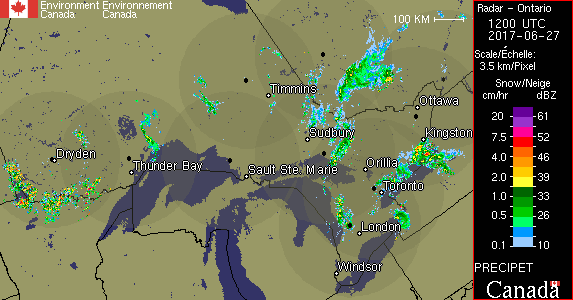 Environment Environnement
Canada Canada
100 KM
Timmins
Ottawa
Sudbury
Kingston
Dryden
Thunder Bay
Sault Ste. Marie
Orillia
Toronto
London
Windsor
Radar - Ontario
1200 UTC
2017-06-27
Scale/Échelle:
3.5 km/Pixel
Snow/Neige
cm/hr dBZ
20 61
7.5 52
4.0 46
2.0 39
1.0 33
0.5 26
0.1 10
PRECIPET
Canada